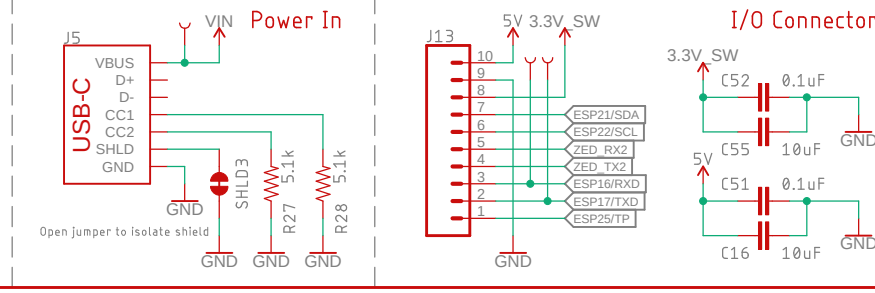 Power In
J5
VIN
USB-C
VBUS
D+
D-
CC1
CC2
SHLD
GND
GND
SHLD3
R27
5.1k
R28
5.1k
Open jumper to isolate shield
GND
GND
GND
I/O Connector
J13
5V
3.3V_SW
10
9
8
7
6
5
4
3
2
1
ESP21/SDA
ESP22/SCL
ZED_RX2
ZED_TX2
ESP16/RXD
ESP17/TXD
ESP25/TP
GND
3.3V_SW
C52
0.1uF
C55
10uF
GND
5V
C51
0.1uF
C16
10uF
GND